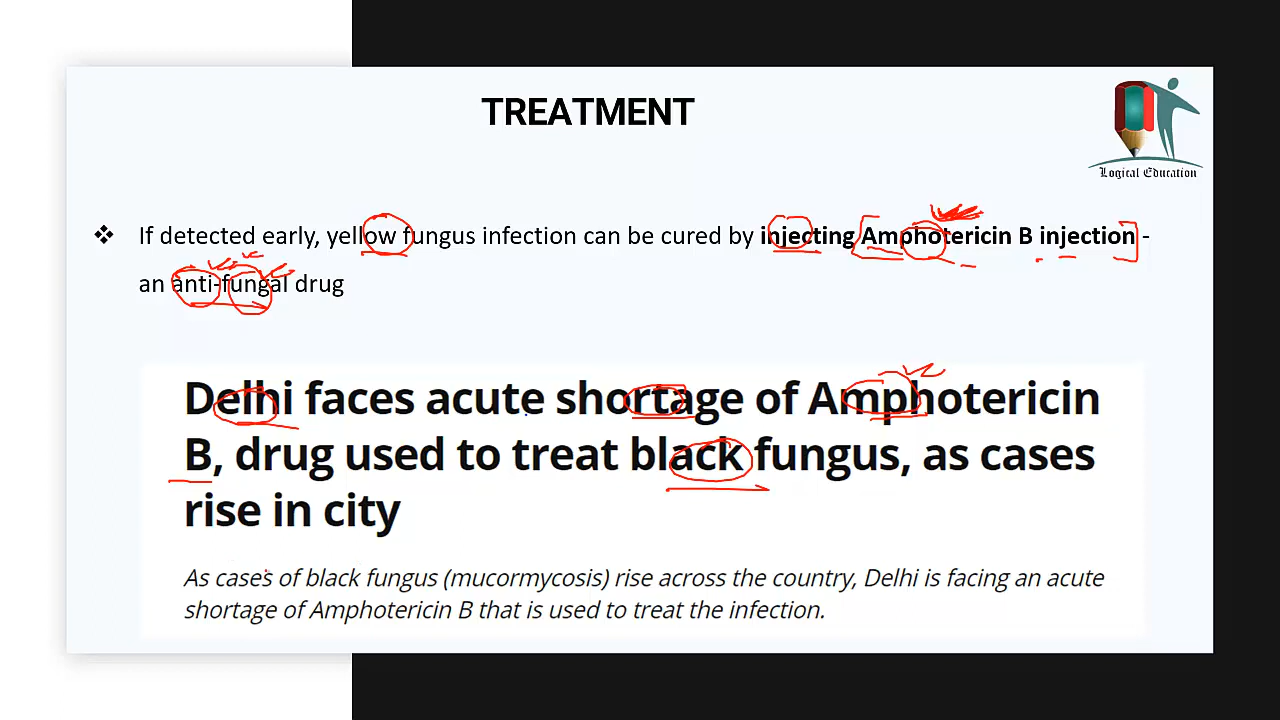 TREATMENT
Logical Education
❖ If detected early, yellow fungus infection can be cured by injecting Amphotericin B injection -
an anti-fungal drug
Delhi faces acute shortage of Amphotericin
B, drug used to treat black fungus, as cases
rise in city
As cases of black fungus (mucormycosis) rise across the country, Delhi is facing an acute
shortage of Amphotericin B that is used to treat the infection.